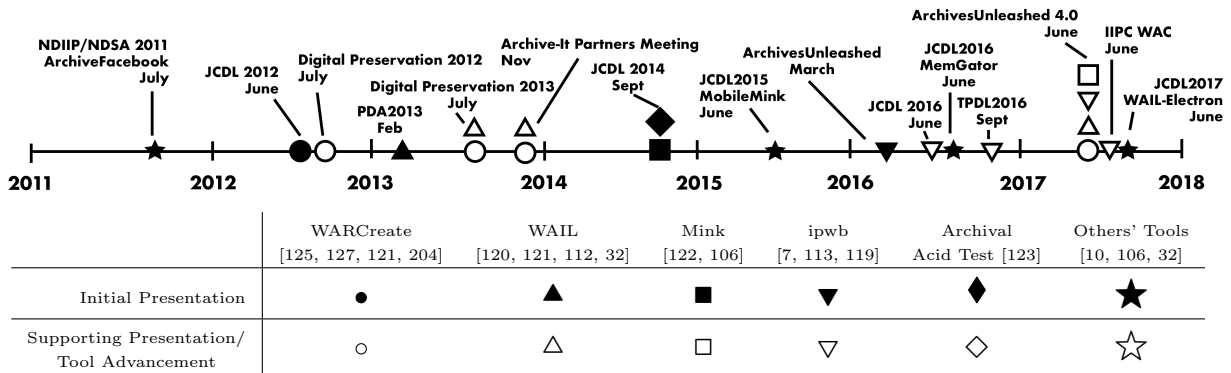 NDIIP/NDSA 2011
ArchiveFacebook
July
JCDL 2012
June
Digital Preservation 2012
July
PDA2013
Feb
Digital Preservation 2013
July
Archive-It Partners Meeting
Nov
JCDL 2014
Sept
JCDL2015
MobileMink
June
ArchivesUnleashed
March
JCDL 2016
June
JCDL2016
MemGator
June
TPDL2016
Sept
ArchivesUnleashed 4.0
June
IIPC WAC
June
JCDL2017
WAIL-Electron
June
2011
2012
2013
2014
2015
2016
2017
2018
WARCreate
[125, 127, 121, 204]
WAIL
[120, 121, 112, 32]
Mink
[122, 106]
ipwb
[7, 113, 119]
Archival
Acid Test [123]
Others' Tools
[10, 106, 32]
Initial Presentation
Supporting Presentation/
Tool Advancement